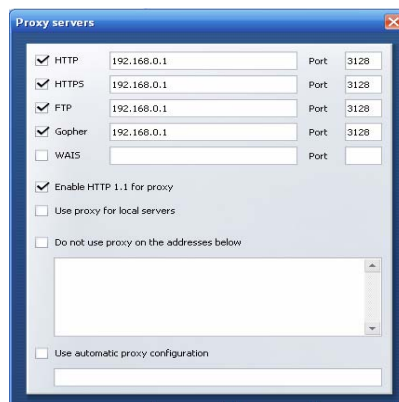 Proxy servers
HTTP 192.168.0.1 Port 3128
HTTPS 192.168.0.1 Port 3128
FTP 192.168.0.1 Port 3128
Gopher 192.168.0.1 Port 3128
WAIS Port
Enable HTTP 1.1 for proxy
Use proxy for local servers
Do not use proxy on the addresses below
Use automatic proxy configuration